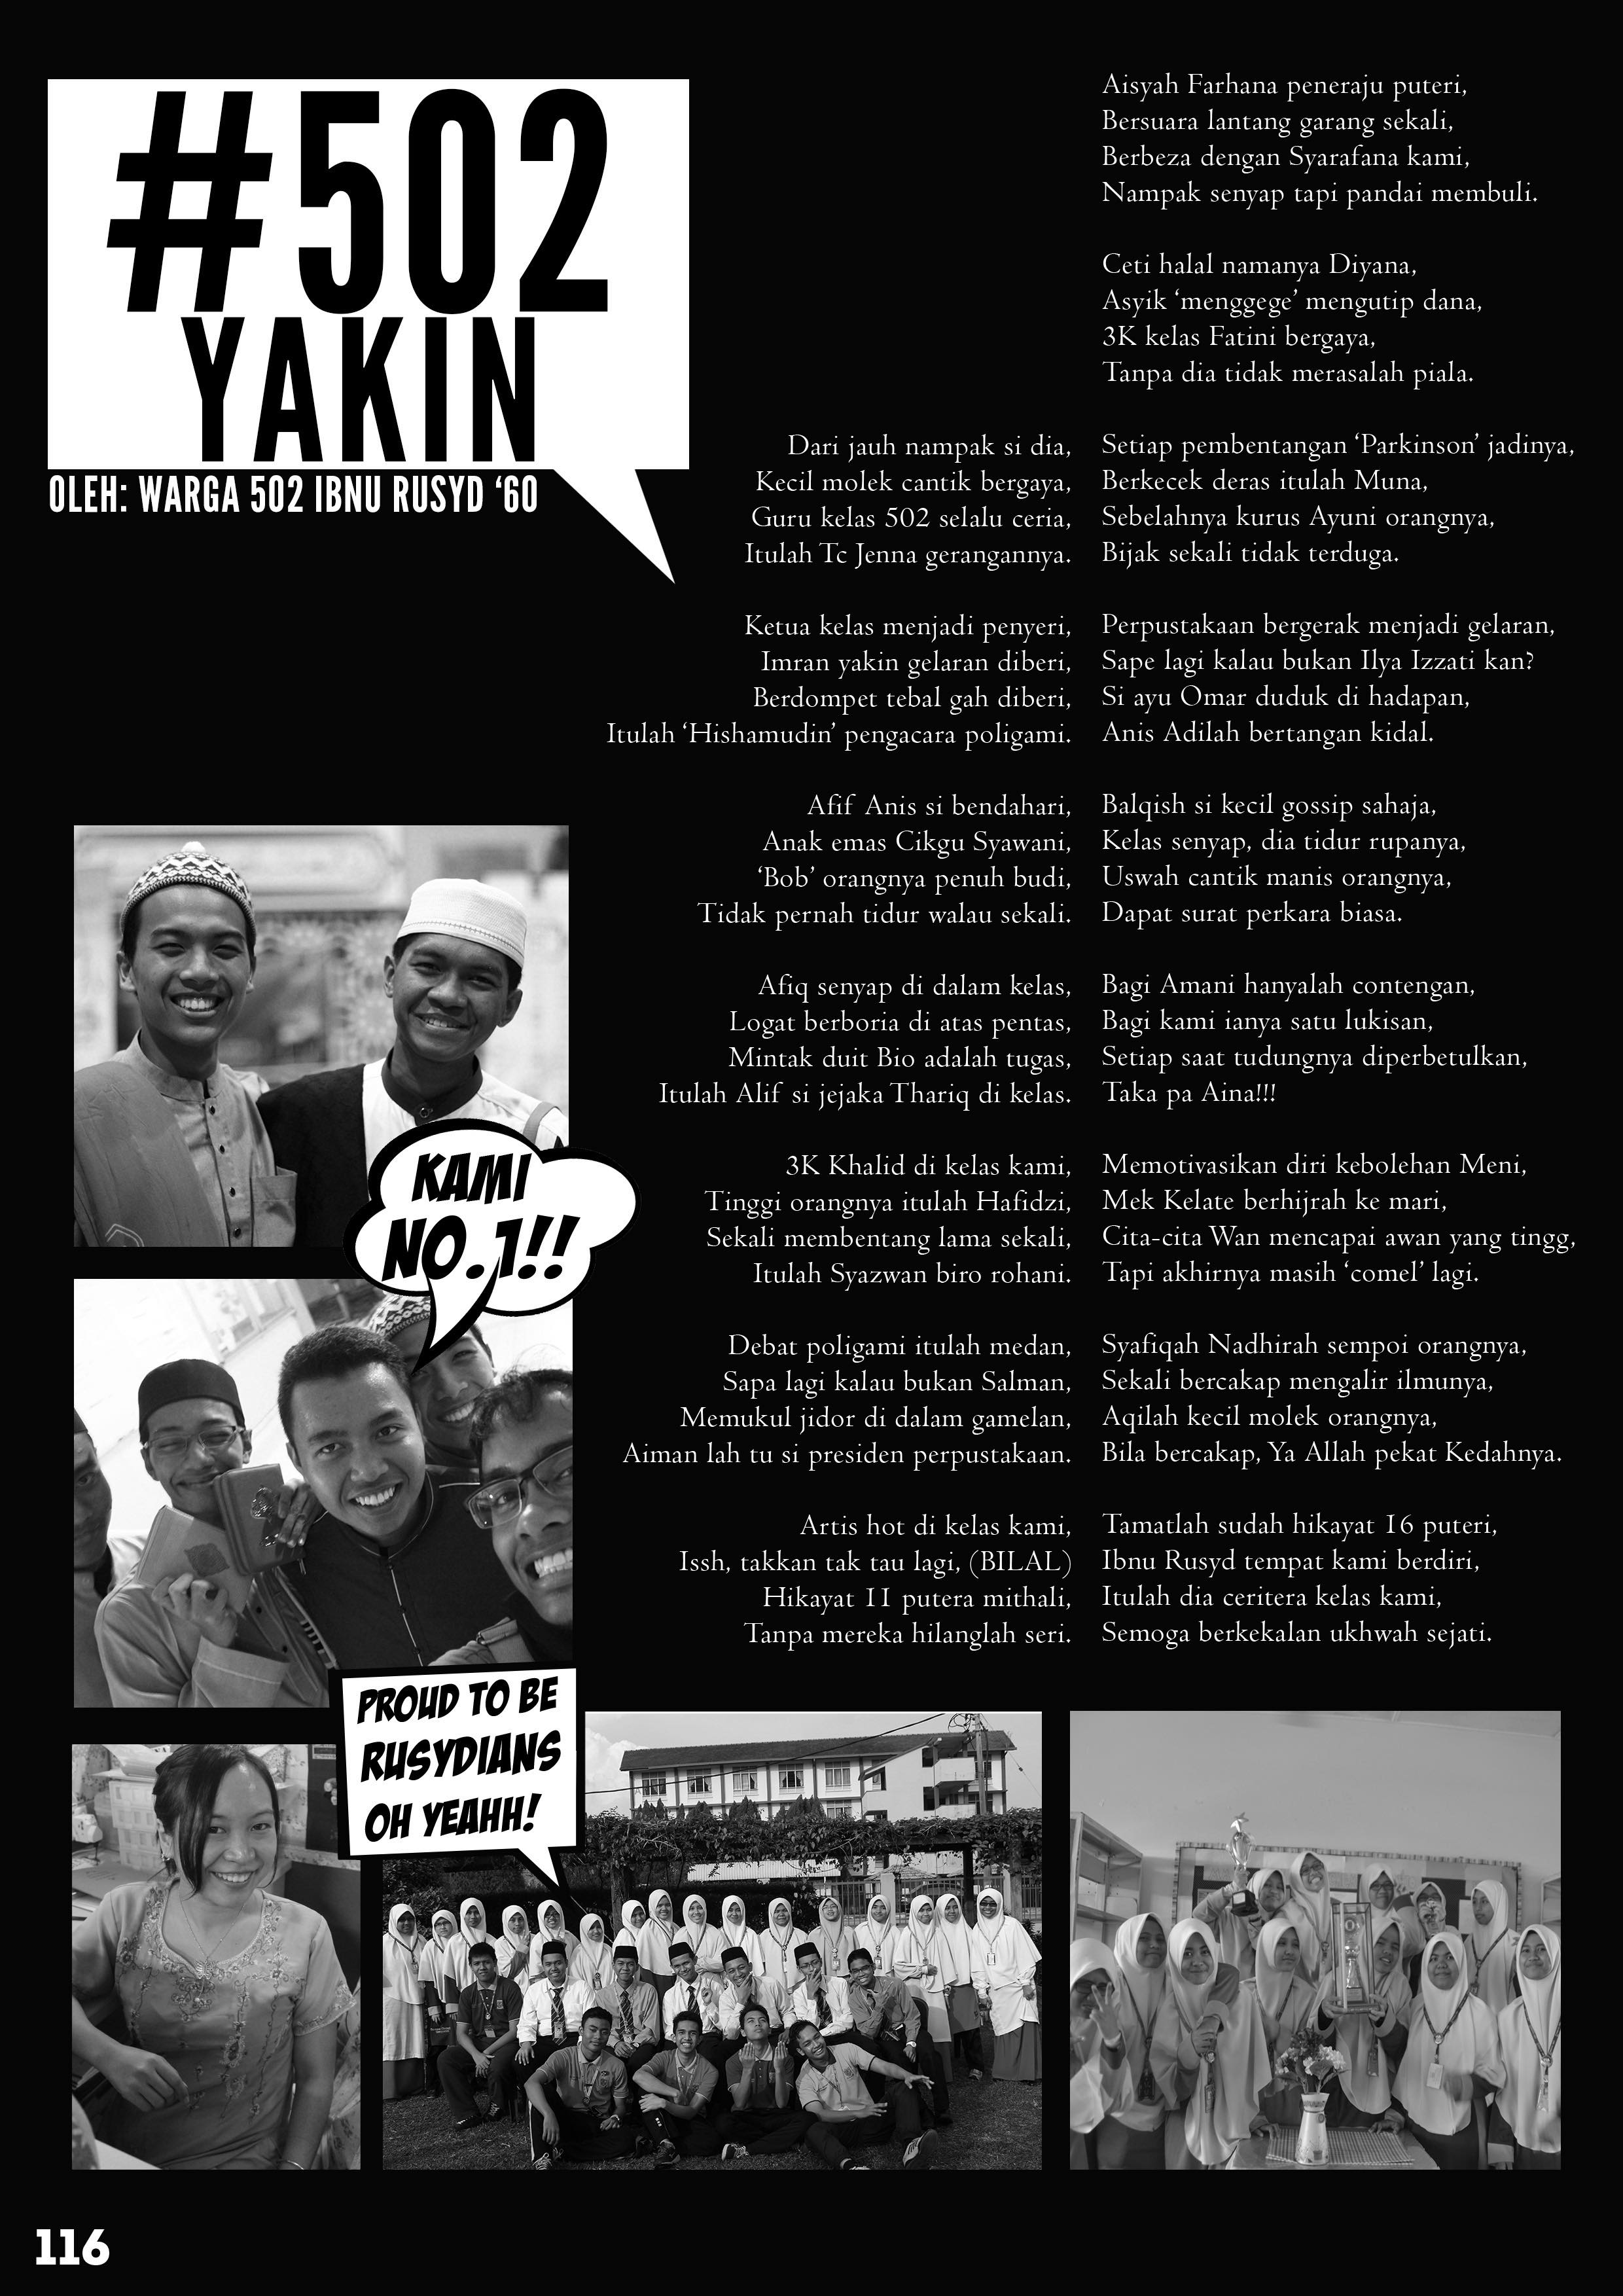 #502
YAKIN
OLEH: WARGA 502 IBNU RUSYD ‘60
Dari jauh nampak si dia,
Kecil molek cantik bergaya,
Guru kelas 502 selalu ceria,
Itulah Tc Jenna gerangannya.
Ketua kelas menjadi penyeri,
Imran yakin gelaran diberi,
Berdompet tebal gah diberi,
Itulah ‘Hishamudin’ pengacara poligami.
Afif Anis si bendahari,
Anak emas Cikgu Syawani,
‘Bob’ orangnya penuh budi,
Tidak pernah tidur walau sekali.
Afiq senyap di dalam kelas,
Logat berboria di atas pentas,
Mintak duit Bio adalah tugas,
Itulah Alif si jejaka Thariq di kelas.
3K Khalid di kelas kami,
Tinggi orangnya itulah Hafidzi,
Sekali membentang lama sekali,
Itulah Syazwan biro rohani.
Debat poligami itulah medan,
Sapa lagi kalau bukan Salman,
Memukul jidor di dalam gamelan,
Aiman lah tu si presiden perpustakaan.
Artis hot di kelas kami,
Issh, takkan tak tau lagi, (BILAL)
Hikayat 11 putera mithali,
Tanpa mereka hilanglah seri.
Aisyah Farhana peneraju puteri,
Bersuara lantang garang sekali,
Berbeza dengan Syarafana kami,
Nampak senyap tapi pandai membuli.
Ceti halal namanya Diyana,
Asyik ‘menggege’ mengutip dana,
3K kelas Fatini bergaya,
Tanpa dia tidak merasalah piala.
Setiap pembentangan ‘Parkinson’ jadinya,
Berkecek deras itulah Muna,
Sebelahnya kurus Ayuni orangnya,
Bijak sekali tidak terduga.
Perpustakaan bergerak menjadi gelaran,
Sape lagi kalau bukan Ilya Izzati kan?
Si ayu Omar duduk di hadapan,
Anis Adilah bertangan kidal.
Balqish si kecil gossip sahaja,
Kelas senyap, dia tidur rupanya,
Uswah cantik manis orangnya,
Dapat surat perkara biasa.
Bagi Amani hanyalah contengan,
Bagi kami ianya satu lukisan,
Setiap saat tudungnya diperbetulkan,
Taka pa Aina!!!
Memotivasikan diri kebolehan Meni,
Mek Kelate berhijrah ke mari,
Cita-cita Wan mencapai awan yang tingg,
Tapi akhirnya masih ‘comel’ lagi.
Syafiqah Nadhirah sempoi orangnya,
Sekali bercakap mengalir ilmunya,
Aqilah kecil molek orangnya,
Bila bercakap, Ya Allah pekat Kedahnya.
Tamatlah sudah hikayat 16 puteri,
Ibnu Rusyd tempat kami berdiri,
Itulah dia ceritera kelas kami,
Semoga berkekalan ukhwah sejati.
KAMI
NO.1!!
PROUD TO BE
RUSYDIANS
OH YEAHH!
116